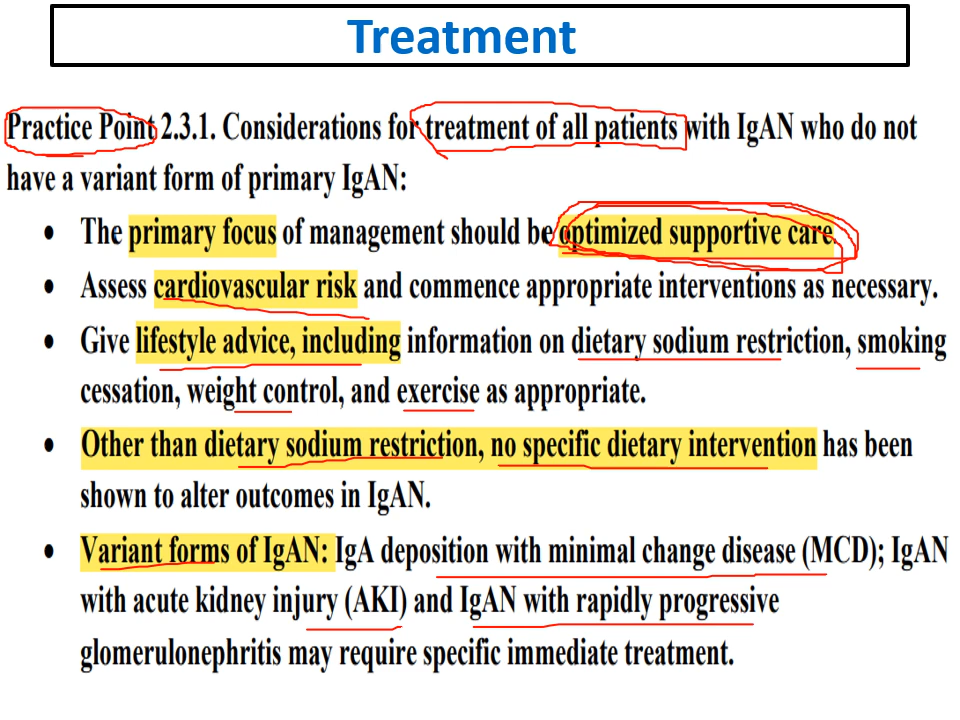 Treatment
Practice Point 2.3.1. Considerations for treatment of all patients with IgAN who do not
have a variant form of primary IgAN:
• The primary focus of management should be optimized supportive care.
• Assess cardiovascular risk and commence appropriate interventions as necessary.
• Give lifestyle advice, including information on dietary sodium restriction, smoking
cessation, weight control, and exercise as appropriate.
• Other than dietary sodium restriction, no specific dietary intervention has been
shown to alter outcomes in IgAN.
• Variant forms of IgAN: IgA deposition with minimal change disease (MCD); IgAN
with acute kidney injury (AKI) and IgAN with rapidly progressive
glomerulonephritis may require specific immediate treatment.